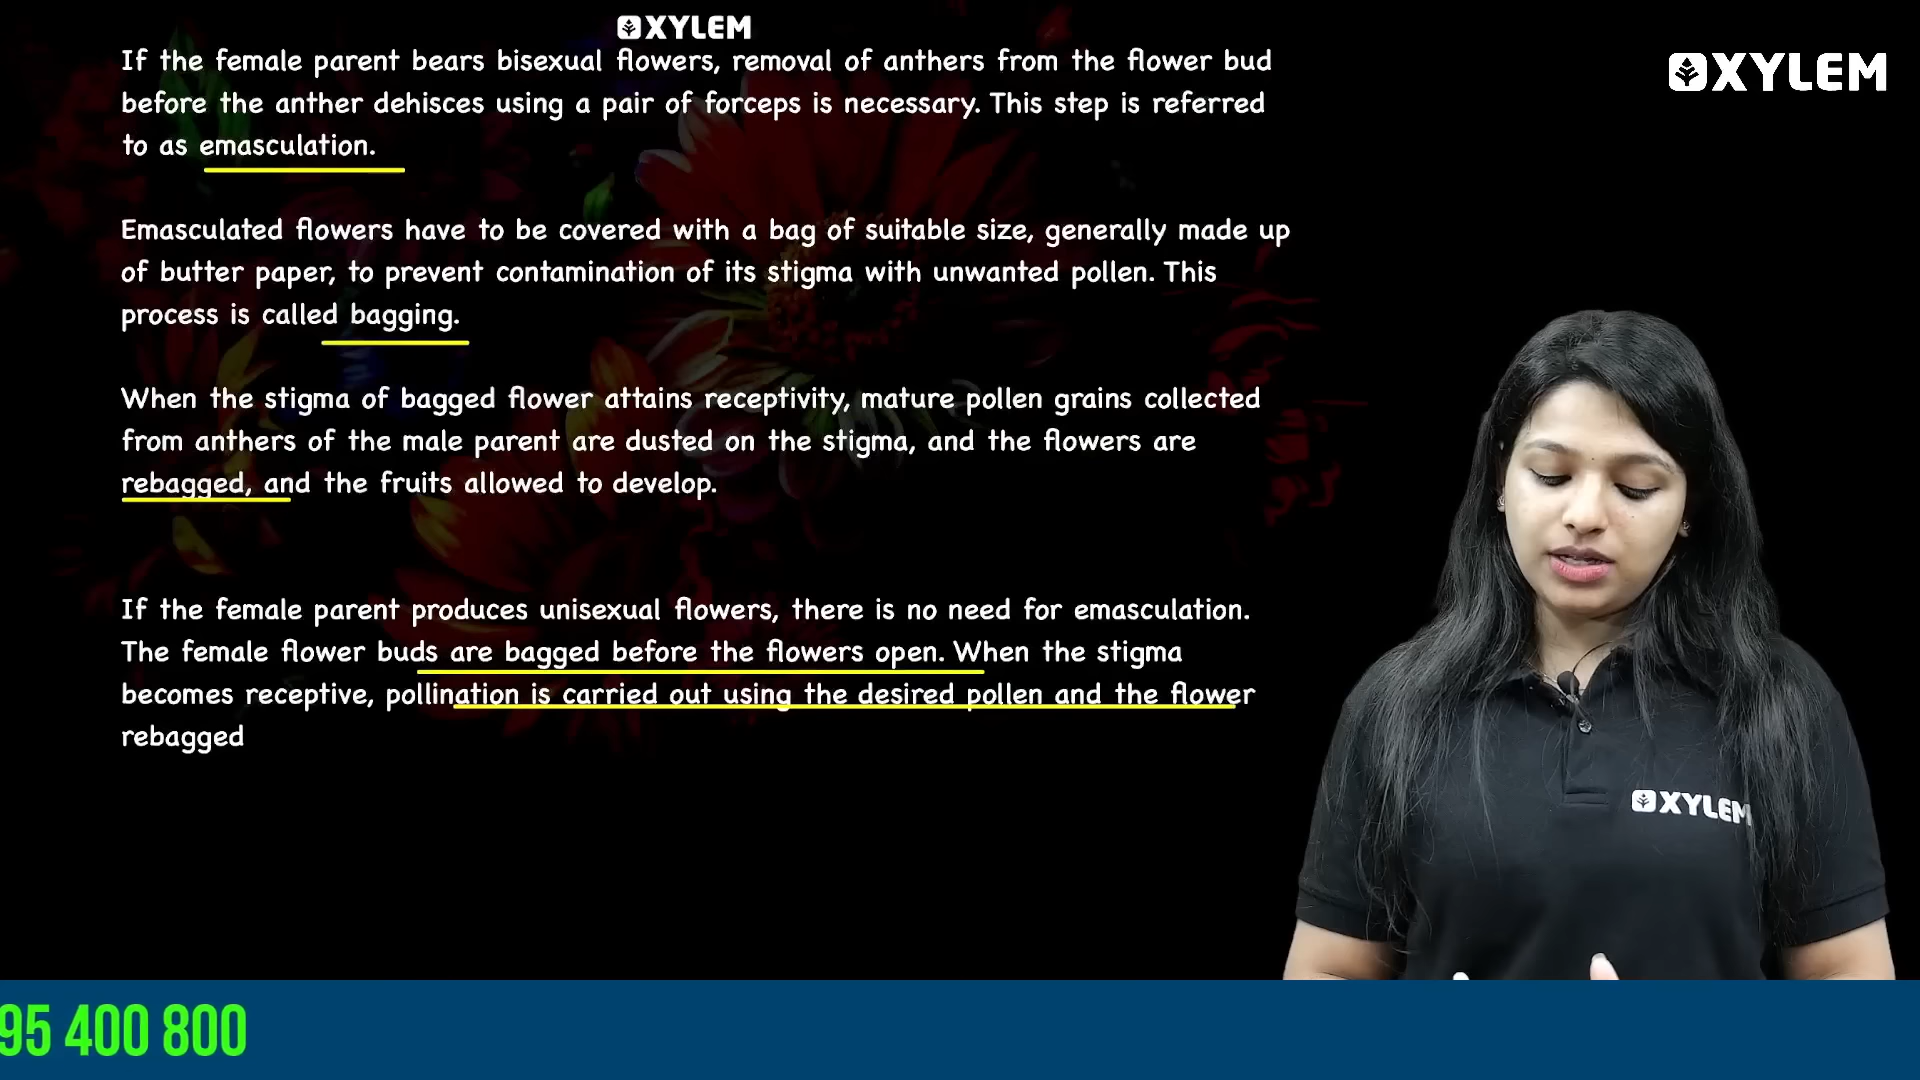 XYLEM
XYLEM
If the female parent bears bisexual flowers, removal of anthers from the flower bud
before the anther dehisces using a pair of forceps is necessary. This step is referred
to as emasculation.
Emasculated flowers have to be covered with a bag of suitable size, generally made up
of butter paper, to prevent contamination of its stigma with unwanted pollen. This
process is called bagging.
When the stigma of bagged flower attains receptivity, mature pollen grains collected
from anthers of the male parent are dusted on the stigma, and the flowers are
rebagged, and the fruits allowed to develop.
If the female parent produces unisexual flowers, there is no need for emasculation.
The female flower buds are bagged before the flowers open. When the stigma
becomes receptive, pollination is carried out using the desired pollen and the flower
rebagged
XYLEM
95 400 800